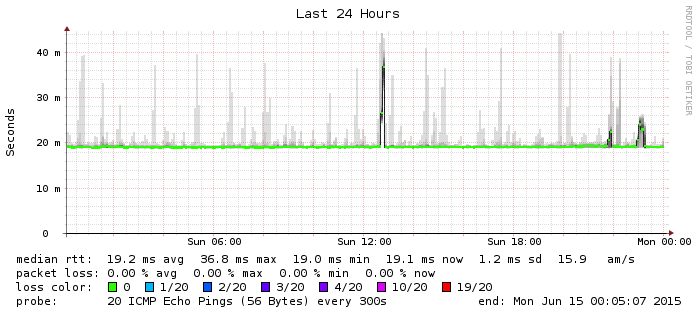 Last 24 Hours
RRDTOOL / TOBI OETIKER
Seconds
40 m
30 m
20 m
10 m
0
Sun 06:00 Sun 12:00 Sun 18:00 Mon 00:00
median rtt: 19.2 ms avg 36.8 ms max 19.0 ms min 19.1 ms now 1.2 ms sd 15.9 am/s
packet loss: 0.00 % avg 0.00 % max 0.00 % min 0.00 % now
loss color: 0 1/20 2/20 3/20 4/20 10/20 19/20
probe: 20 ICMP Echo Pings (56 Bytes) every 300s end: Mon Jun 15 00:05:07 2015